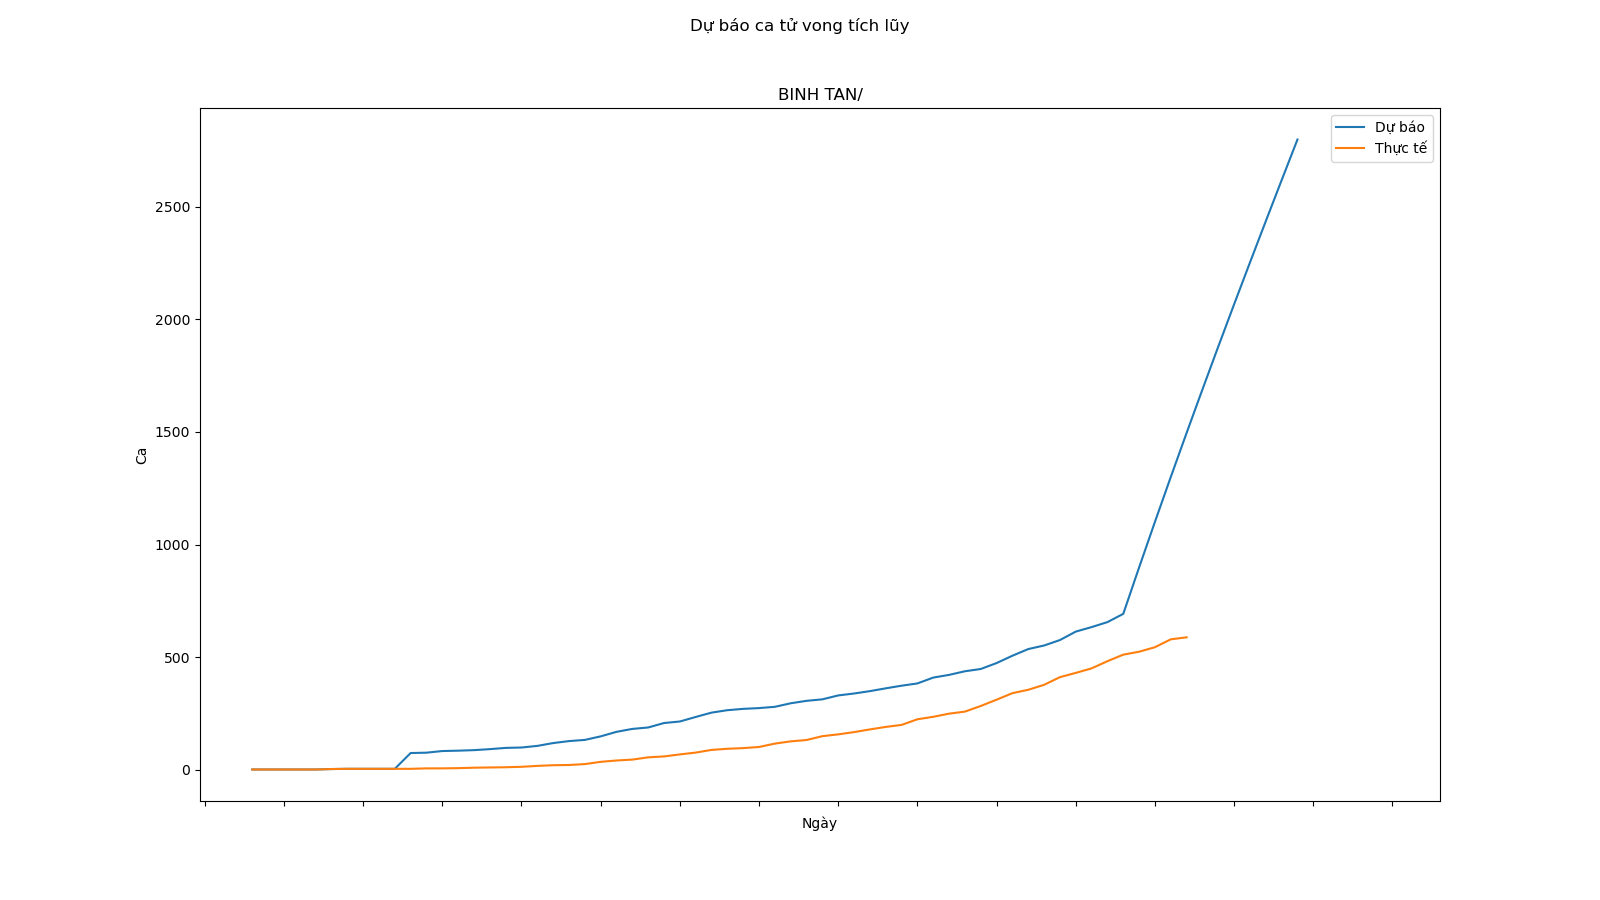 Dự báo ca tử vong tích lũy
BINH TAN/
Dự báo
Thực tế
2500
2000
1500
1000
500
0
Ca
Ngày